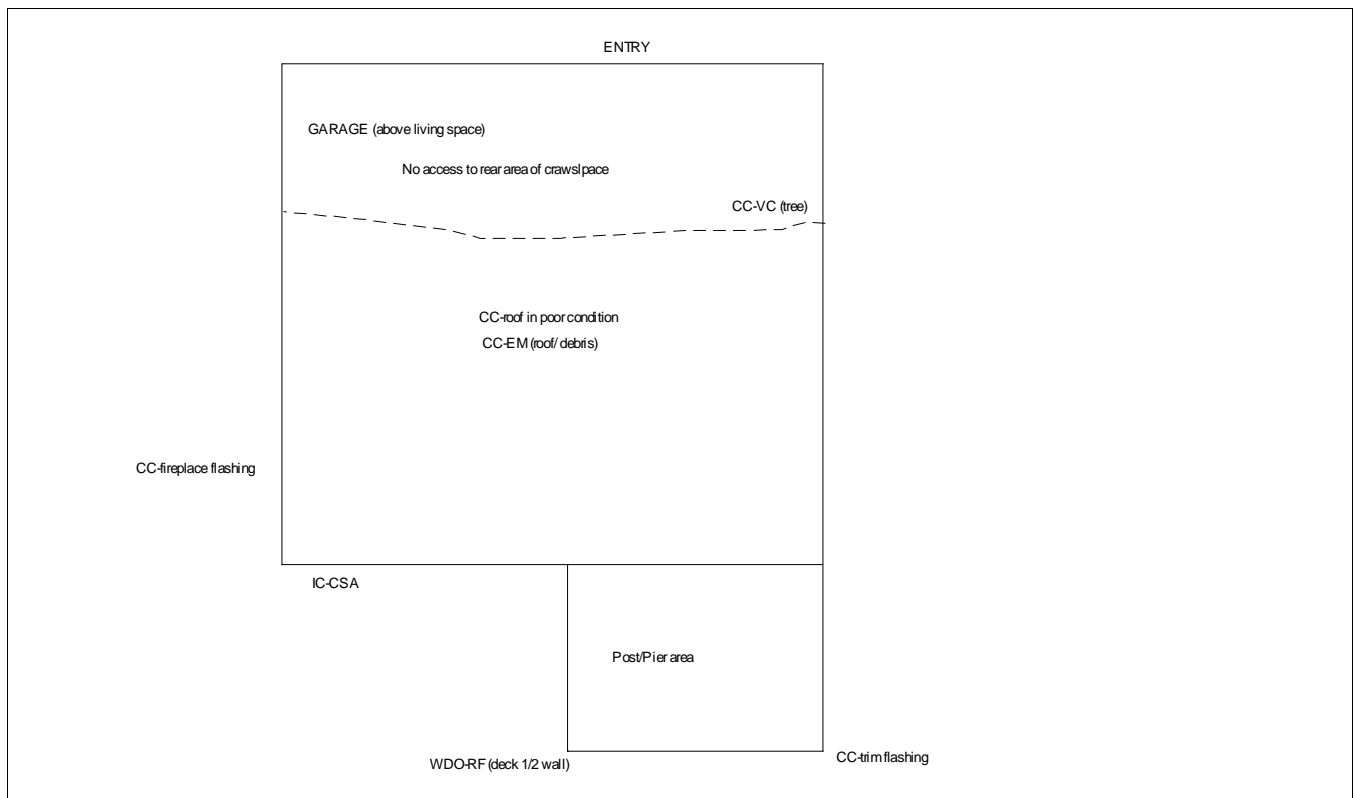 ENTRY
GARAGE (above living space)
No access to rear area of crawslpace
CC-VC (tree)
CC-roof in poor condition
CC-EM (roof/ debris)
CC-fireplace flashing
IC-CSA
Post/Pier area
WDO-RF (deck 1/2 wall)
CC-trim flashing